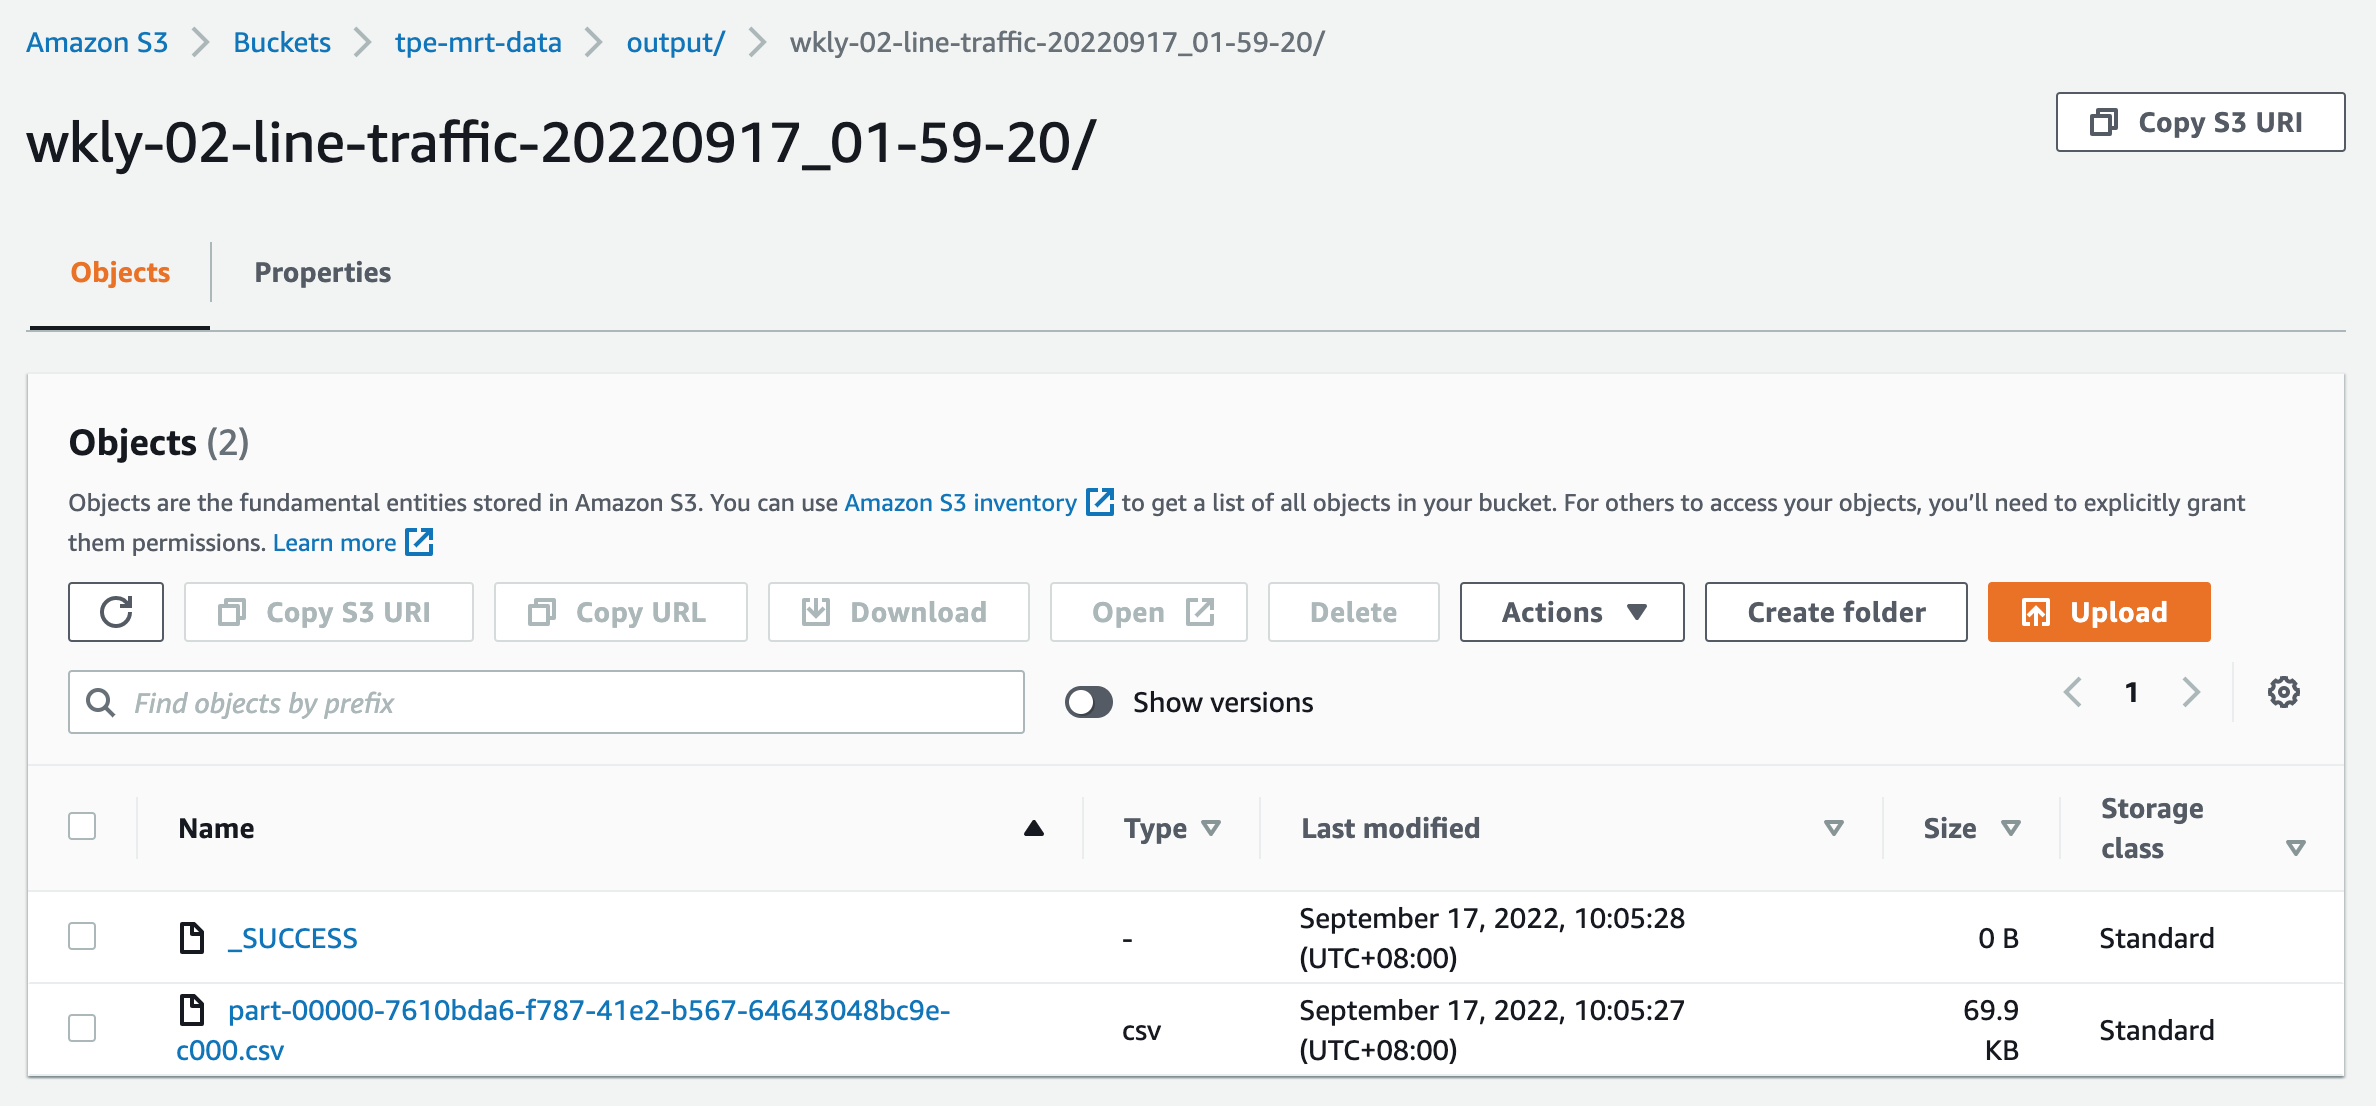 Amazon S3 Buckets tpe-mrt-data output/ wkly-02-line-traffic-20220917_01-59-20/
wkly-02-line-traffic-20220917_01-59-20/
Copy S3 URI
Objects Properties
Objects (2)
Objects are the fundamental entities stored in Amazon S3. You can use Amazon S3 inventory to get a list of all objects in your bucket. For others to access your objects, you’ll need to explicitly grant
them permissions. Learn more
Copy S3 URI Copy URL Download Open Delete Actions Create folder Upload
Find objects by prefix Show versions 1
Name Type Last modified Size Storage
class
_SUCCESS - September 17, 2022, 10:05:28 0 B Standard
(UTC+08:00)
part-00000-7610bda6-f787-41e2-b567-64643048bc9e- csv September 17, 2022, 10:05:27 69.9 Standard
c000.csv (UTC+08:00) KB